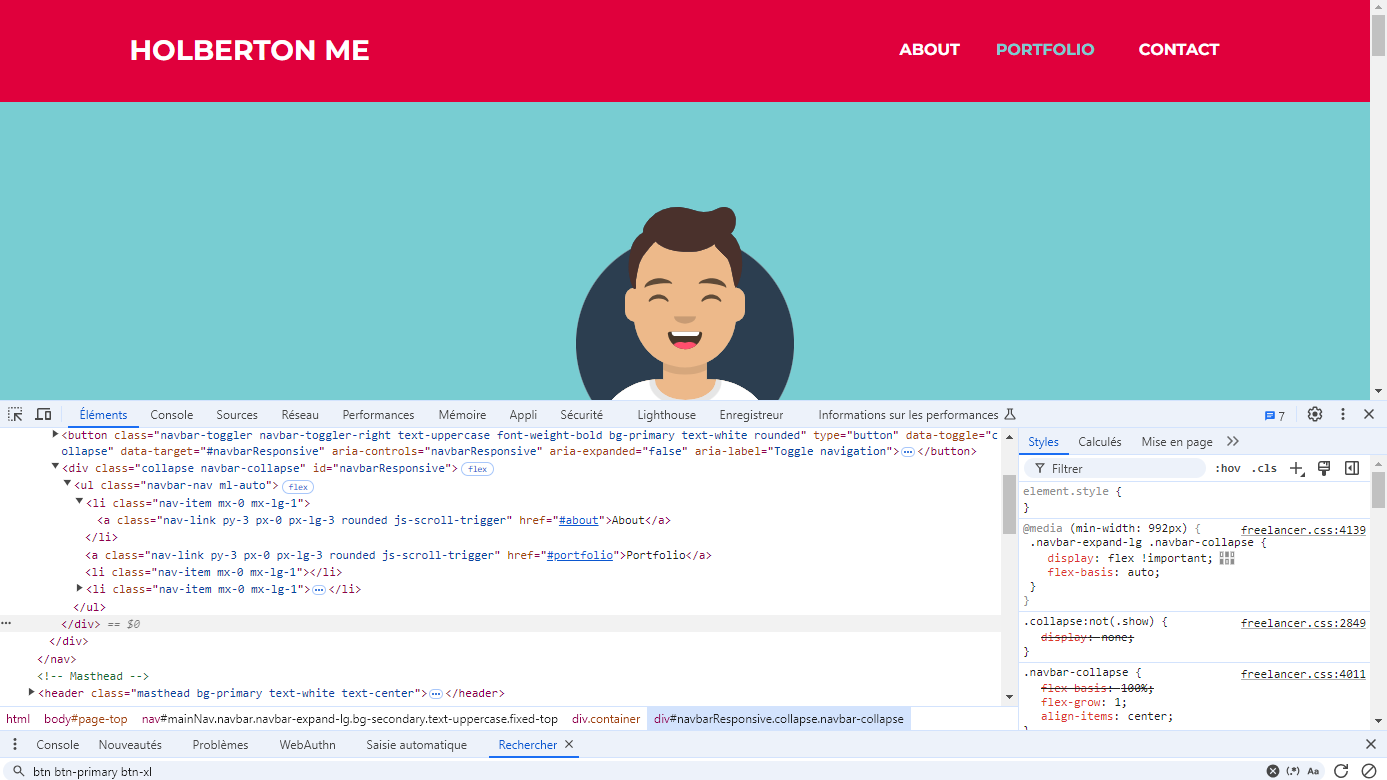 HOLBERTON ME
ABOUT PORTFOLIO CONTACT
Éléments Console Sources Réseau Performances Mémoire Appli Sécurité Lighthouse Enregistreur Informations sur les performances 7
<button class="navbar-toggler navbar-toggler-right text-uppercase font-weight-bold bg-primary text-white rounded" type="button" data-toggle="c
ollapse" data-target="#navbarResponsive" aria-controls="navbarResponsive" aria-expanded="false" aria-label="Toggle navigation">…</button>
<div class="collapse navbar-collapse" id="navbarResponsive"> flex
<ul class="navbar-nav ml-auto"> flex
<li class="nav-item mx-0 mx-lg-1">
<a class="nav-link py-3 px-0 px-lg-3 rounded js-scroll-trigger" href="#about">About</a>
</li>
<a class="nav-link py-3 px-0 px-lg-3 rounded js-scroll-trigger" href="#portfolio">Portfolio</a>
<li class="nav-item mx-0 mx-lg-1"></li>
<li class="nav-item mx-0 mx-lg-1">…</li>
</ul>
… </div> == $0
</div>
</nav>
<!-- Masthead -->
<header class="masthead bg-primary text-white text-center">…</header>
html body#page-top nav#mainNav.navbar.navbar-expand-lg.bg-secondary.text-uppercase.fixed-top div.container div#navbarResponsive.collapse.navbar-collapse
Styles Calculés Mise en page
Filtrer :hov .cls
element.style {
}
@media (min-width: 992px) { freelancer.css:4139
.navbar-expand-lg .navbar-collapse {
display: flex !important;
flex-basis: auto;
}
}
.collapse:not(.show) { freelancer.css:2849
display: none;
}
.navbar-collapse { freelancer.css:4011
flex-basis: 100%;
flex-grow: 1;
align-items: center;
}
Console Nouveautés Problèmes WebAuthn Saisie automatique Rechercher
btn btn-primary btn-xl (.*) Aa